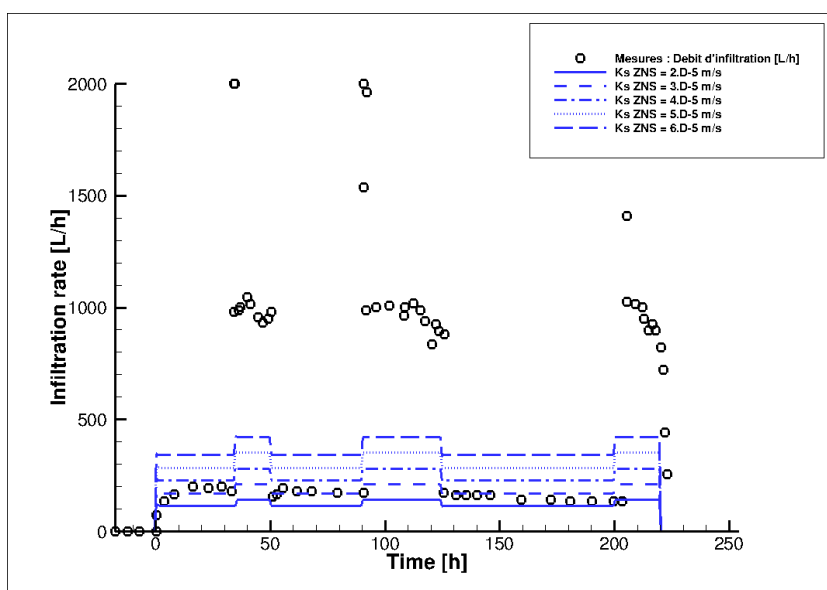 Mesures : Debit d'infiltration [L/h]
Ks ZNS = 2.D-5 m/s
Ks ZNS = 3.D-5 m/s
Ks ZNS = 4.D-5 m/s
Ks ZNS = 5.D-5 m/s
Ks ZNS = 6.D-5 m/s
2000
1500
1000
500
0
Infiltration rate [L/h]
0
50
100
150
200
250
Time [h]